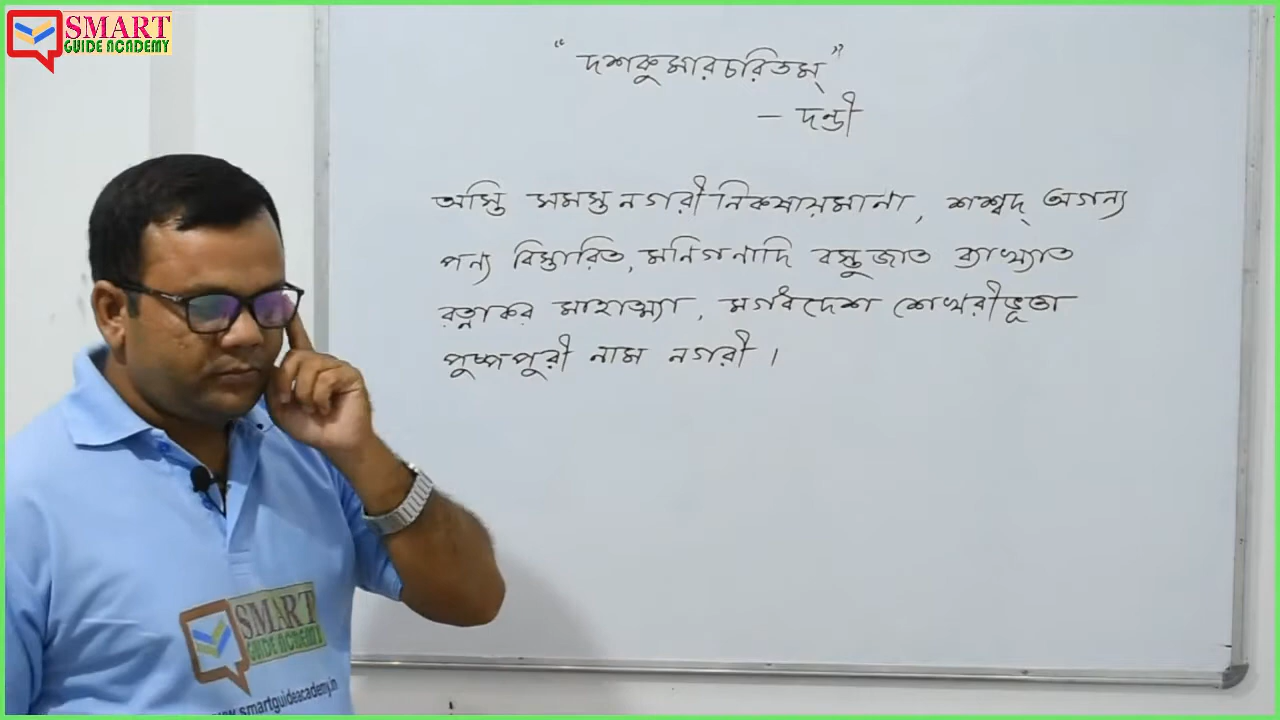 SMART
GUIDE ACADEMY
"দশকুমারচরিতম্"
– দন্ডী
অস্তি সমস্ত নগরী নিকষায়মানা, শশ্বদ্ অগন্য
পন্য বিস্তারিত, মনিগনাদি বস্তুজাত ব্যাখ্যাত
রত্নাকর মাহাত্ম্যা, মগধদেশ শেখরীভূতা
পুষ্পপুরী নাম নগরী।
SMART
GUIDE ACADEMY
www.smartguideacademy.in